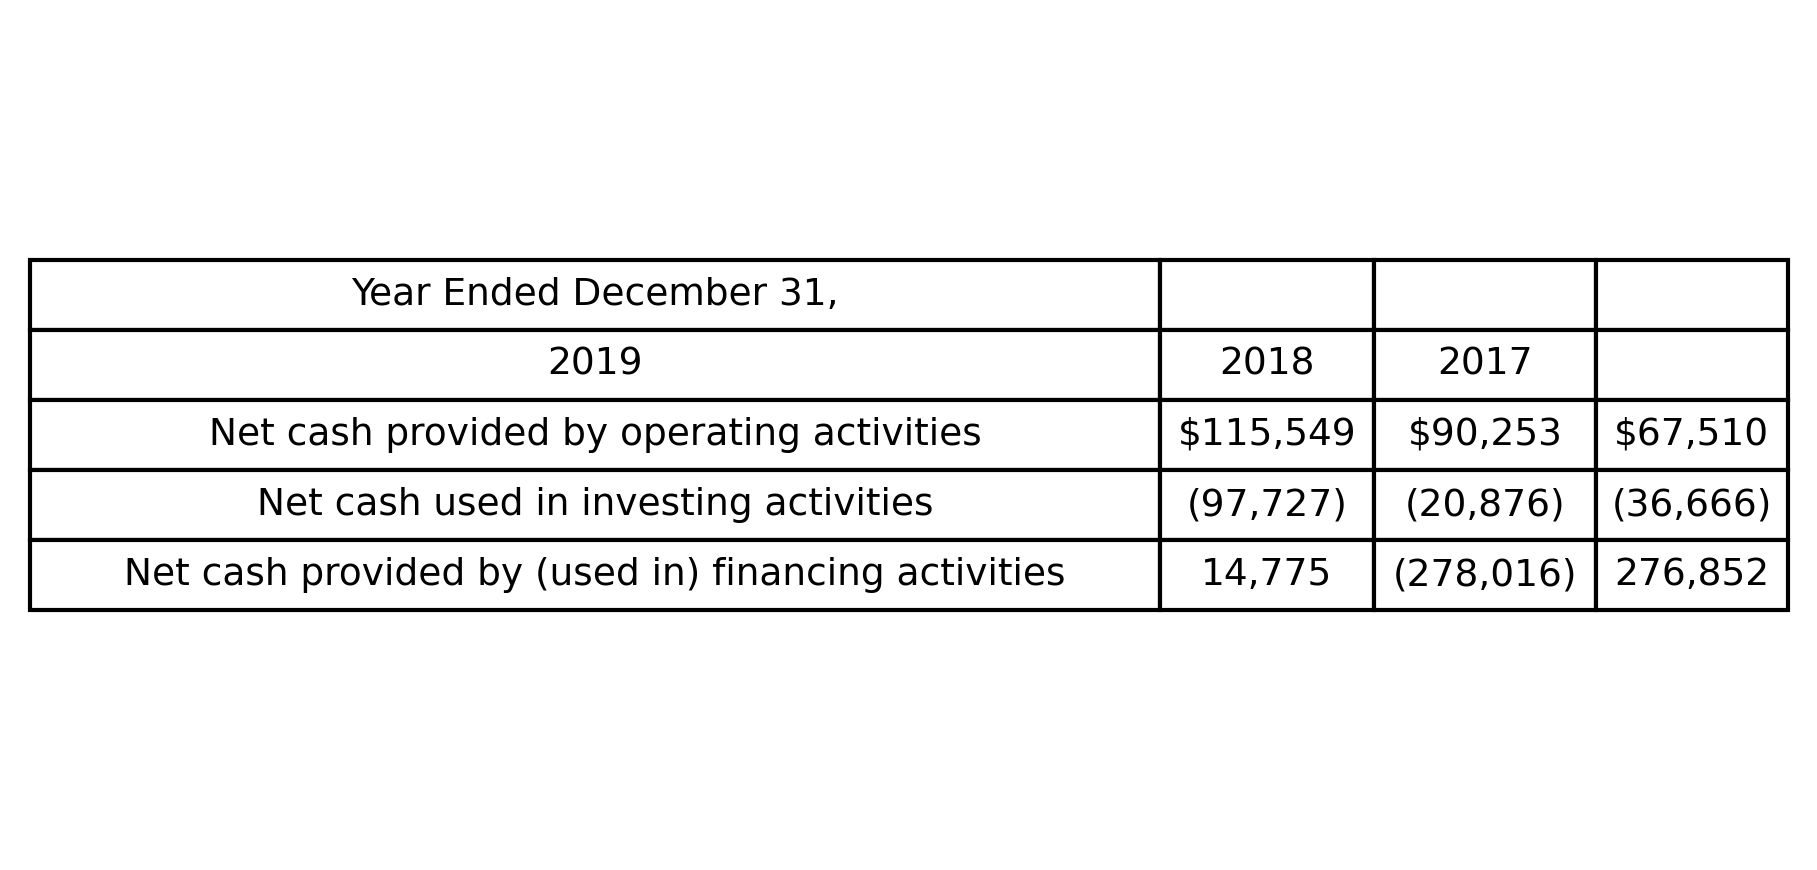 Year Ended December 31,
2019 2018 2017
Net cash provided by operating activities $115,549 $90,253 $67,510
Net cash used in investing activities (97,727) (20,876) (36,666)
Net cash provided by (used in) financing activities 14,775 (278,016) 276,852